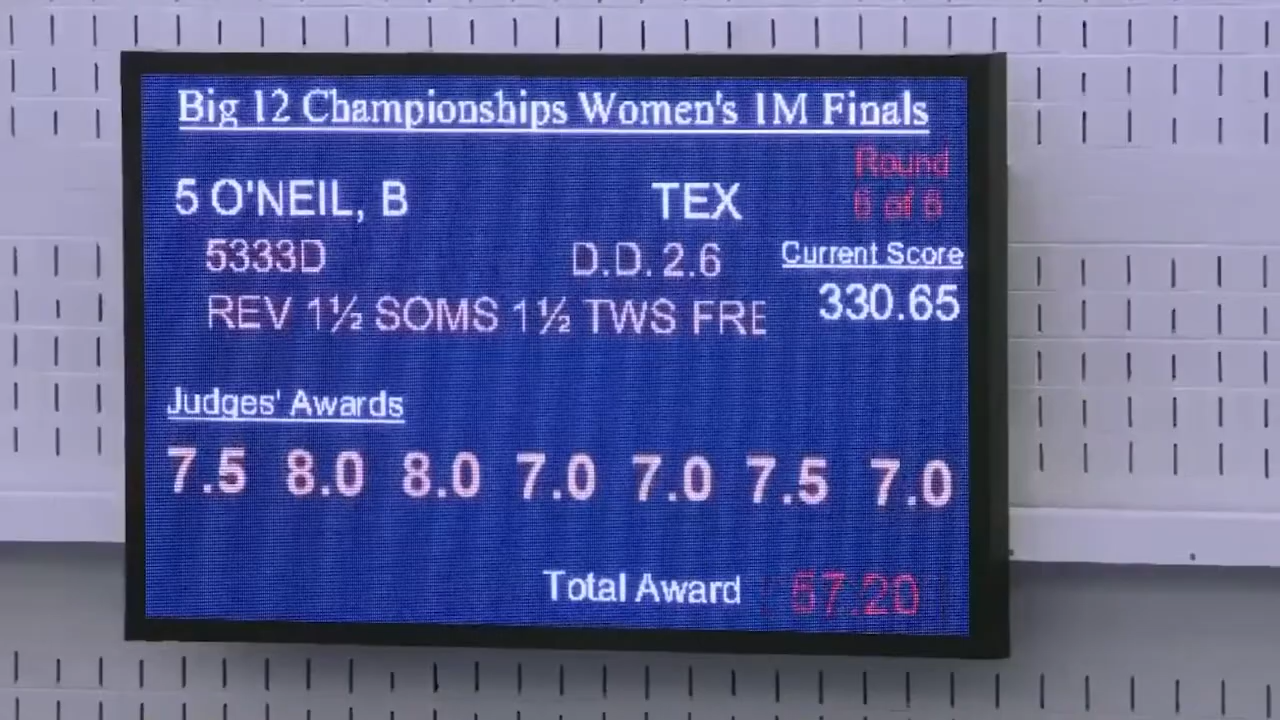 Big 12 Championships Women's 1M Finals
Round
6 of 6
5 O'NEIL, B TEX
5333D D.D. 2.6 Current Score
REV 1½ SOMS 1½ TWS FRE 330.65
Judges' Awards
7.5 8.0 8.0 7.0 7.0 7.5 7.0
Total Award 57.20